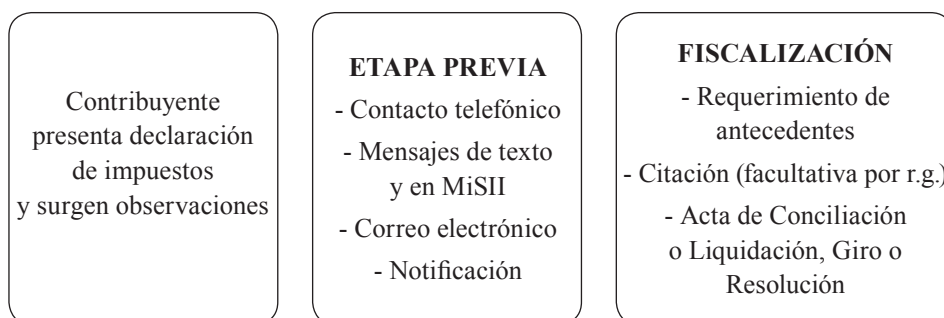 Contribuyente
presenta declaración
de impuestos
y surgen observaciones
ETAPA PREVIA
- Contacto telefónico
- Mensajes de texto
y en MiSII
- Correo electrónico
- Notificación
FISCALIZACIÓN
- Requerimiento de
antecedentes
- Citación (facultativa por r.g.)
- Acta de Conciliación
o Liquidación, Giro o
Resolución